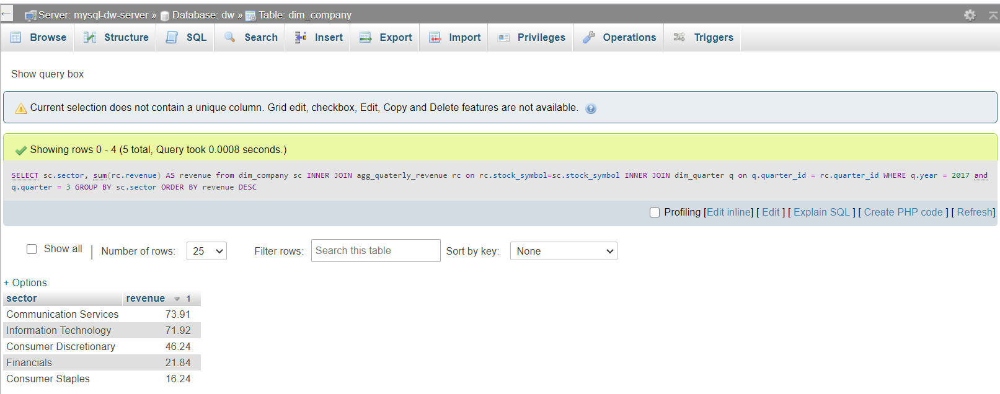 Server: mysql-dw-server » Database: dw » Table: dim_company
Browse Structure SQL Search Insert Export Import Privileges Operations Triggers
Show query box
Current selection does not contain a unique column. Grid edit, checkbox, Edit, Copy and Delete features are not available.
Showing rows 0 - 4 (5 total, Query took 0.0008 seconds.)
SELECT sc.sector, sum(rc.revenue) AS revenue from dim_company sc INNER JOIN agg_quaterly_revenue rc on rc.stock_symbol=sc.stock_symbol INNER JOIN dim_quarter q on q.quarter_id = rc.quarter_id WHERE q.year = 2017 and
q.quarter = 3 GROUP BY sc.sector ORDER BY revenue DESC
Profiling [Edit inline] [ Edit ] [ Explain SQL ] [ Create PHP code ] [ Refresh]
Show all | Number of rows: 25 Filter rows: Search this table Sort by key: None
+ Options
sector revenue 1
Communication Services 73.91
Information Technology 71.92
Consumer Discretionary 46.24
Financials 21.84
Consumer Staples 16.24